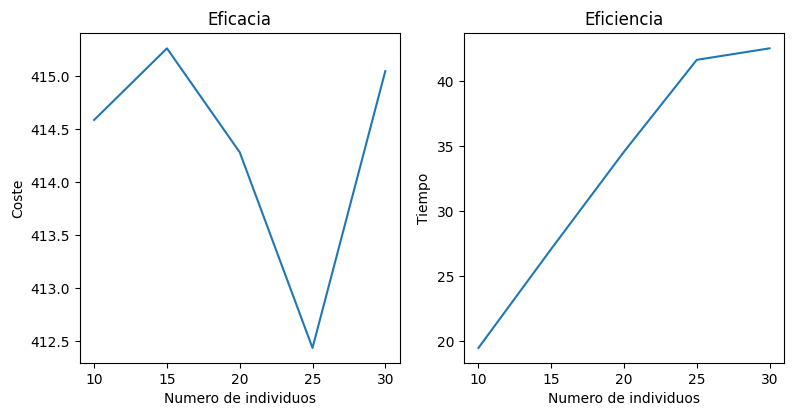 Eficacia
Coste
415.0
414.5
414.0
413.5
413.0
412.5
10 15 20 25 30
Numero de individuos
Eficiencia
Tiempo
40
35
30
25
20
10 15 20 25 30
Numero de individuos